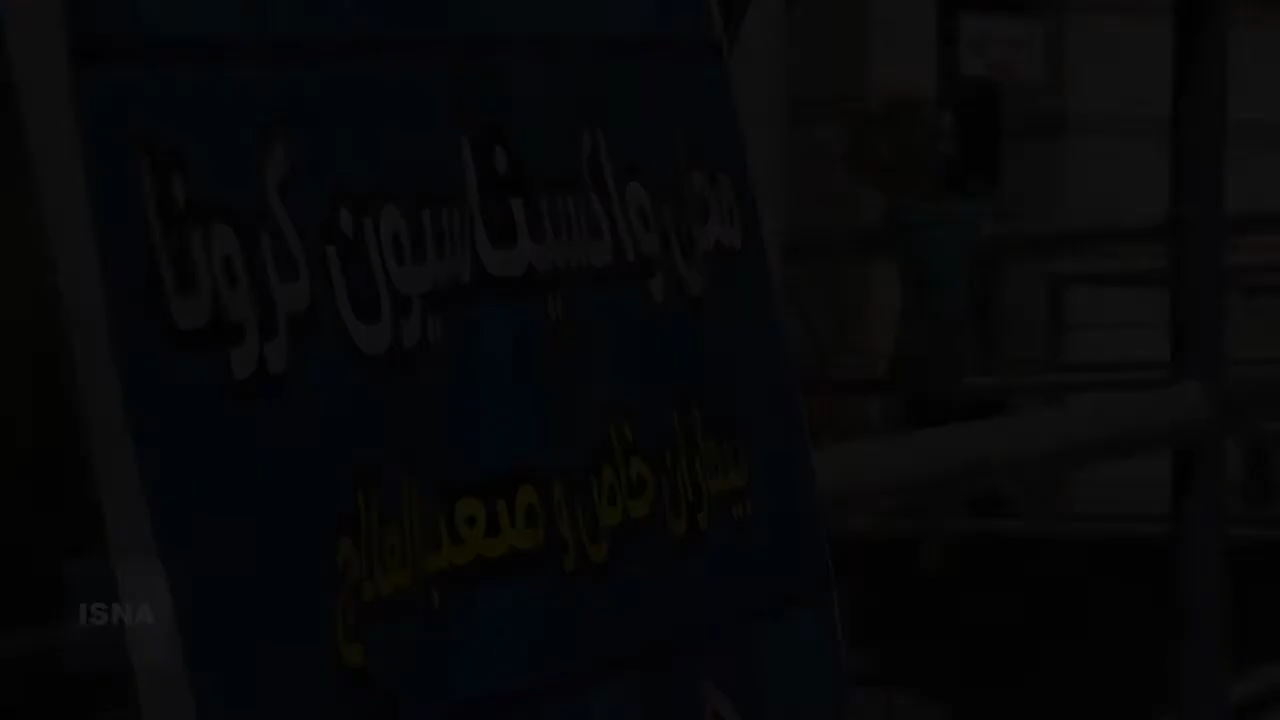 محل واکسیناسیون کرونا
بیماران خاص و صعب العلاج
ISNA